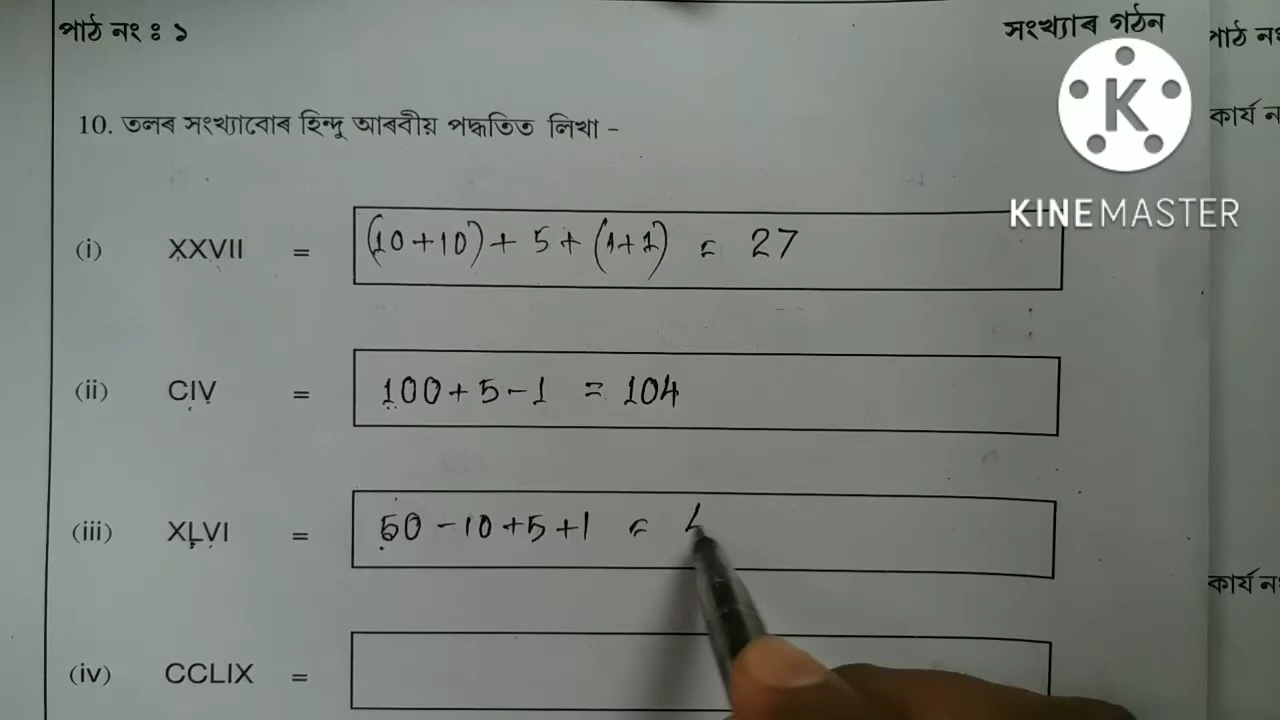 পাঠ নং ঃ ১
সংখ্যাৰ গঠন
পাঠ
10. তলৰ সংখ্যাবোৰ হিন্দু আৰবীয় পদ্ধতিত লিখা –
কাৰ্য
KINEMASTER
(i) XXVII = (10+10)+ 5+(1+1) = 27
(ii) CIV = 100+5-1 = 104
(iii) XLVI = 50 -10+5+1 =
(iv) CCLIX =
কাৰ্য